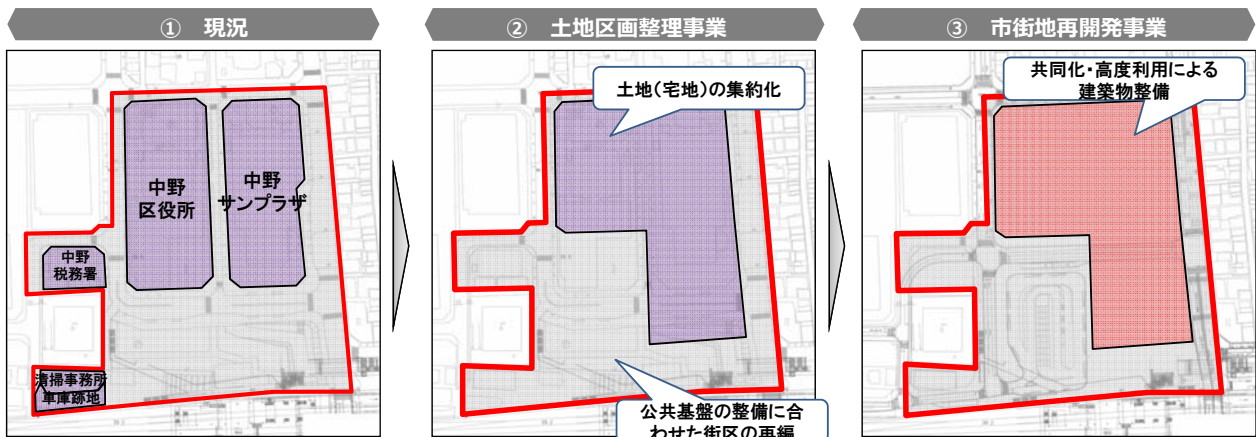 ① 現況
② 土地区画整理事業
③ 市街地再開発事業
中野
区役所
中野
サンプラザ
中野
税務署
清掃事務所
車庫跡地
土地(宅地)の集約化
公共基盤の整備に合
わせた街区の再編
共同化・高度利用による
建築物整備